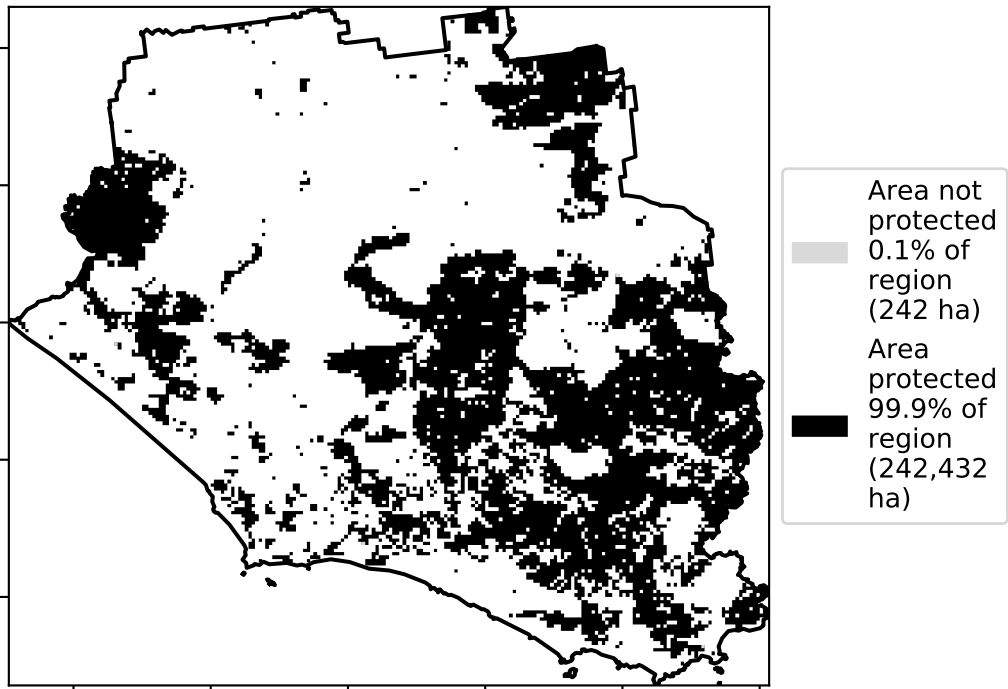 Area not
protected
0.1% of
region
(242 ha)
Area
protected
99.9% of
region
(242,432
ha)